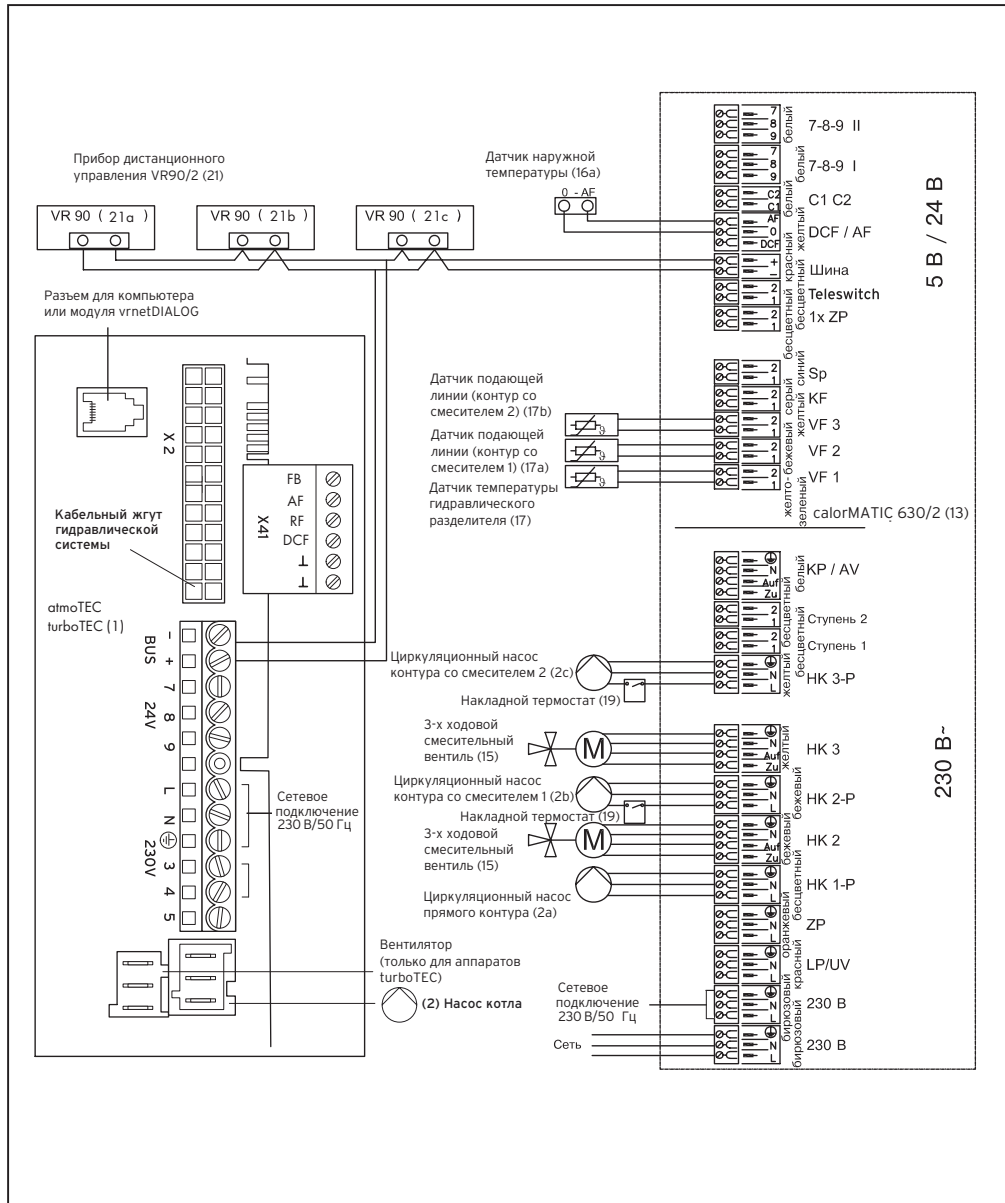 Прибор дистанционного
управления VR90/2 (21)
VR 90 ( 21a )
VR 90 ( 21b )
VR 90 ( 21c )
Датчик наружной
температуры (16a)
0 - AF
Разъем для компьютера
или модуля vrnetDIALOG
X 2
Кабельный жгут
гидравлической
системы
FB
AF
RF
DCF
⊥
⊥
X41
atmoTEC
turboTEC (1)
BUS
24V
230V
−
+
7
8
9
L
N
⏚
3
4
5
Сетевое
подключение
230 В/50 Гц
Вентилятор
(только для аппаратов
turboTEC)
(2) Насос котла
Датчик подающей
линии (контур со
смесителем 2) (17b)
Датчик подающей
линии (контур со
смесителем 1) (17a)
Датчик температуры
гидравлического
разделителя (17)
Циркуляционный насос
контура со смесителем 2 (2c)
Накладной термостат (19)
3-х ходовой
смесительный
вентиль (15)
M
Циркуляционный насос
контура со смесителем 1 (2b)
Накладной термостат (19)
3-х ходовой
смесительный
вентиль (15)
M
Циркуляционный насос
прямого контура (2a)
Сетевое
подключение
230 В/50 Гц
Сеть
7
8
9
белый
7-8-9 II
7
8
9
белый
7-8-9 I
C2
C1
белый
C1 C2
AF
0
DCF
желтый
DCF / AF
+
−
красный
Шина
2
1
бесцветный
Teleswitch
2
1
бесцветный
1x ZP
5 В / 24 В
2
1
синий
Sp
2
1
серый
KF
2
1
желтый
VF 3
2
1
бежевый
VF 2
2
1
желто-
зеленый
VF 1
calorMATIC 630/2 (13)
⏚
N
Auf
Zu
белый
KP / AV
2
1
бесцветный
Ступень 2
2
1
бесцветный
Ступень 1
⏚
N
L
желтый
HK 3-P
⏚
N
Auf
Zu
желтый
HK 3
⏚
N
L
бежевый
HK 2-P
⏚
N
Auf
Zu
бежевый
HK 2
⏚
N
L
бесцветный
HK 1-P
⏚
N
L
оранжевый
ZP
⏚
N
L
красный
LP/UV
⏚
N
L
бирюзовый
230 В
⏚
N
L
бирюзовый
230 В
230 В~